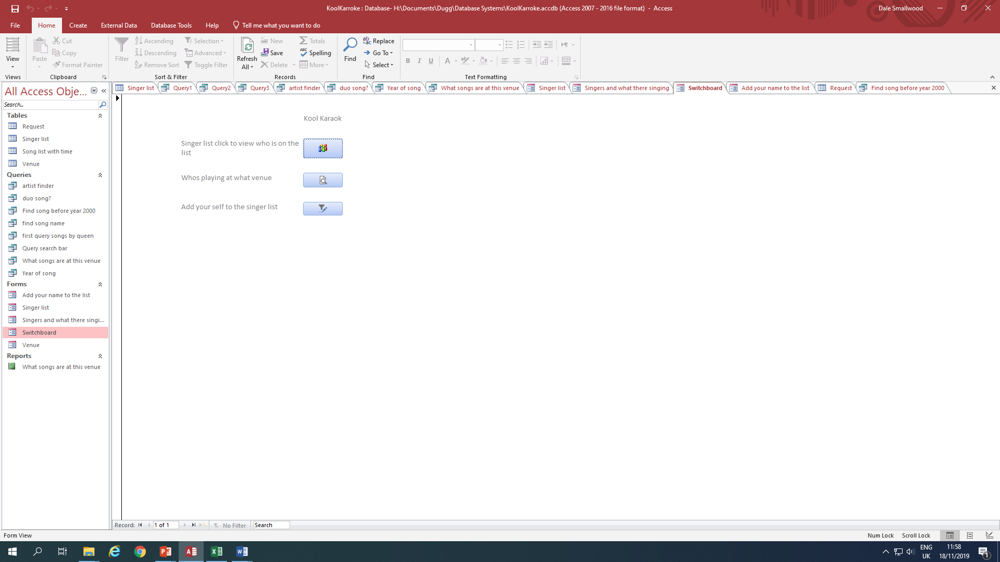 KoolKarroke : Database- H:\Documents\Dugg\Database Systems\KoolKarroke.accdb (Access 2007 - 2016 file format) - Access
Dale Smallwood
File Home Create External Data Database Tools Help Tell me what you want to do
View
Views
Paste
Cut
Copy
Format Painter
Clipboard
Filter
Ascending
Descending
Remove Sort
Selection
Advanced
Toggle Filter
Sort & Filter
Refresh All
New
Save
Delete
Totals
Spelling
More
Records
Find
Replace
Go To
Select
Find
B I U A
Text Formatting
All Access Obje...
Search...
Tables
Request
Singer list
Song list with time
Venue
Queries
artist finder
duo song?
Find song before year 2000
find song name
first query songs by queen
Query search bar
What songs are at this venue
Year of song
Forms
Add your name to the list
Singer list
Singers and what there singi...
Switchboard
Venue
Reports
What songs are at this venue
Singer list Query1 Query2 Query3 artist finder duo song? Year of song What songs are at this venue Singer list Singers and what there singing Switchboard Add your name to the list Request Find song before year 2000
Kool Karaok
Singer list click to view who is on the
list
Whos playing at what venue
Add your self to the singer list
Record: 1 of 1 No Filter Search
Form View
Num Lock Scroll Lock
ENG
UK
11:58
18/11/2019
1